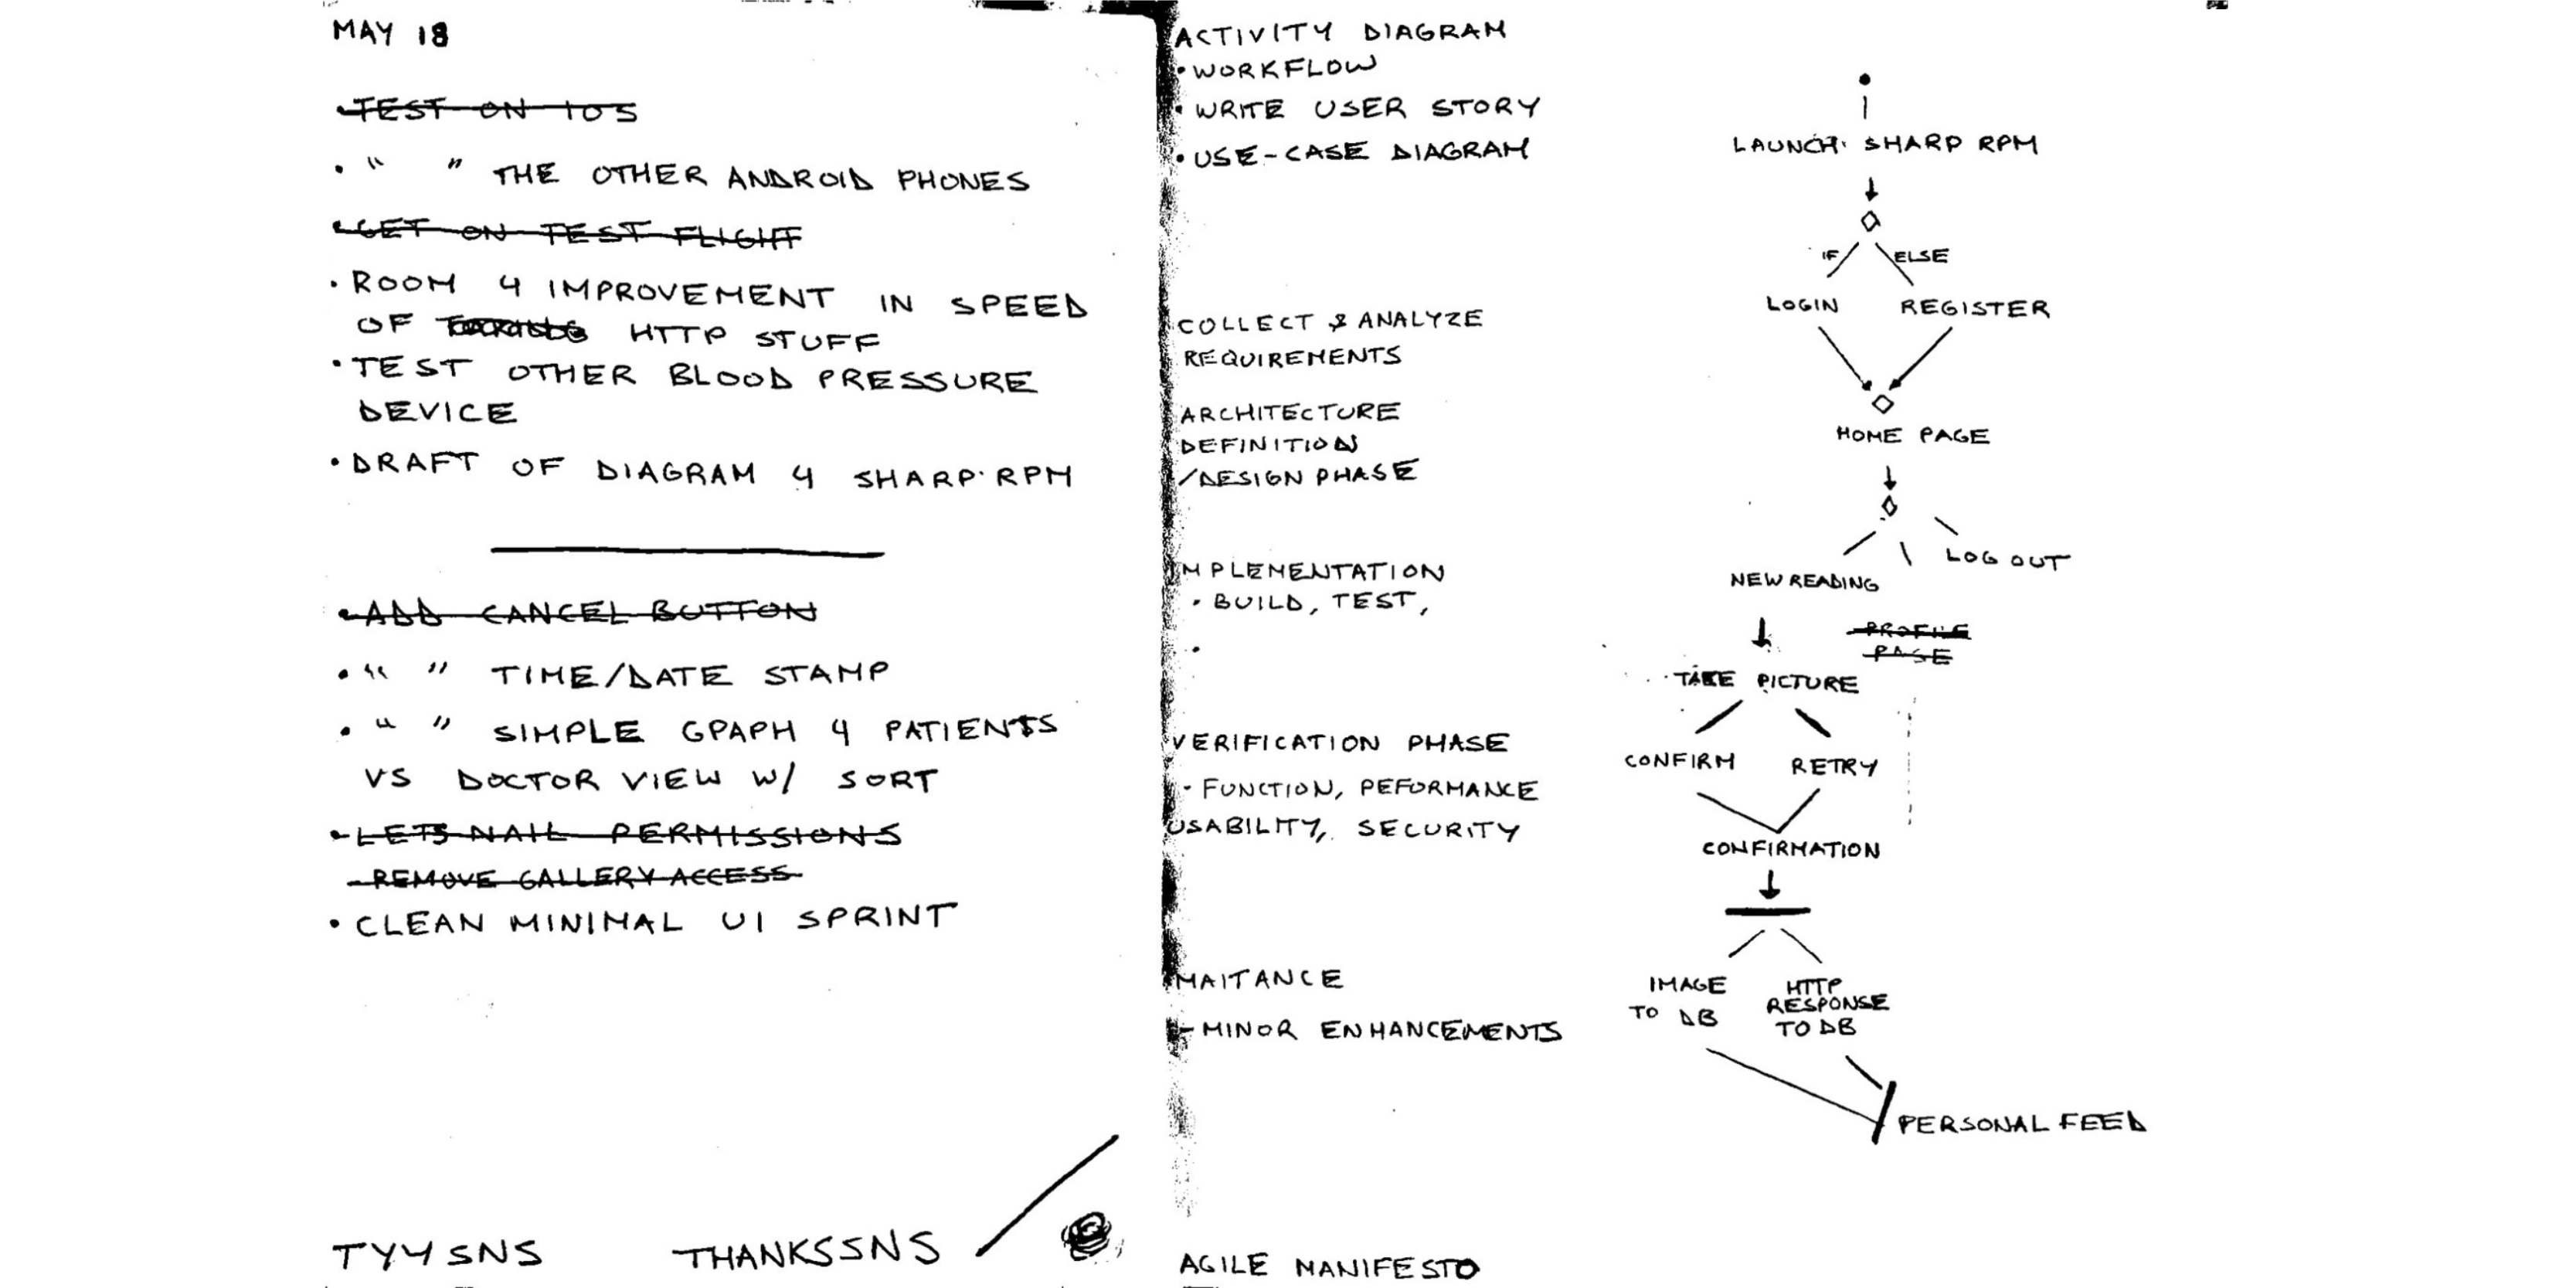 MAY 18
• TEST ON IOS
• " " THE OTHER ANDROID PHONES
• GET ON TEST FLIGHT
• ROOM 4 IMPROVEMENT IN SPEED
OF HTTP STUFF
• TEST OTHER BLOOD PRESSURE
DEVICE
• DRAFT OF DIAGRAM 4 SHARP·RPM
• ADD CANCEL BUTTON
• " " TIME/DATE STAMP
• " " SIMPLE GPAPH 4 PATIENTS
VS DOCTOR VIEW W/ SORT
• LETS NAIL PERMISSIONS
- REMOVE GALLERY ACCESS
• CLEAN MINIMAL UI SPRINT
TYY SNS THANKSSNS
ACTIVITY DIAGRAM
• WORKFLOW
• WRITE USER STORY
• USE-CASE DIAGRAM
COLLECT & ANALYZE
REQUIREMENTS
ARCHITECTURE
DEFINITION
/DESIGN PHASE
IMPLEMENTATION
• BUILD, TEST,
•
VERIFICATION PHASE
- FUNCTION, PEFORMANCE
USABILITY, SECURITY
MAITANCE
- MINOR ENHANCEMENTS
AGILE MANIFESTO
LAUNCH· SHARP RPM
IF ELSE
LOGIN REGISTER
HOME PAGE
LOG OUT
NEW READING
PROFILE
PAGE
TAKE PICTURE
CONFIRM RETRY
CONFIRMATION
IMAGE
TO DB
HTTP
RESPONSE
TO DB
PERSONAL FEED